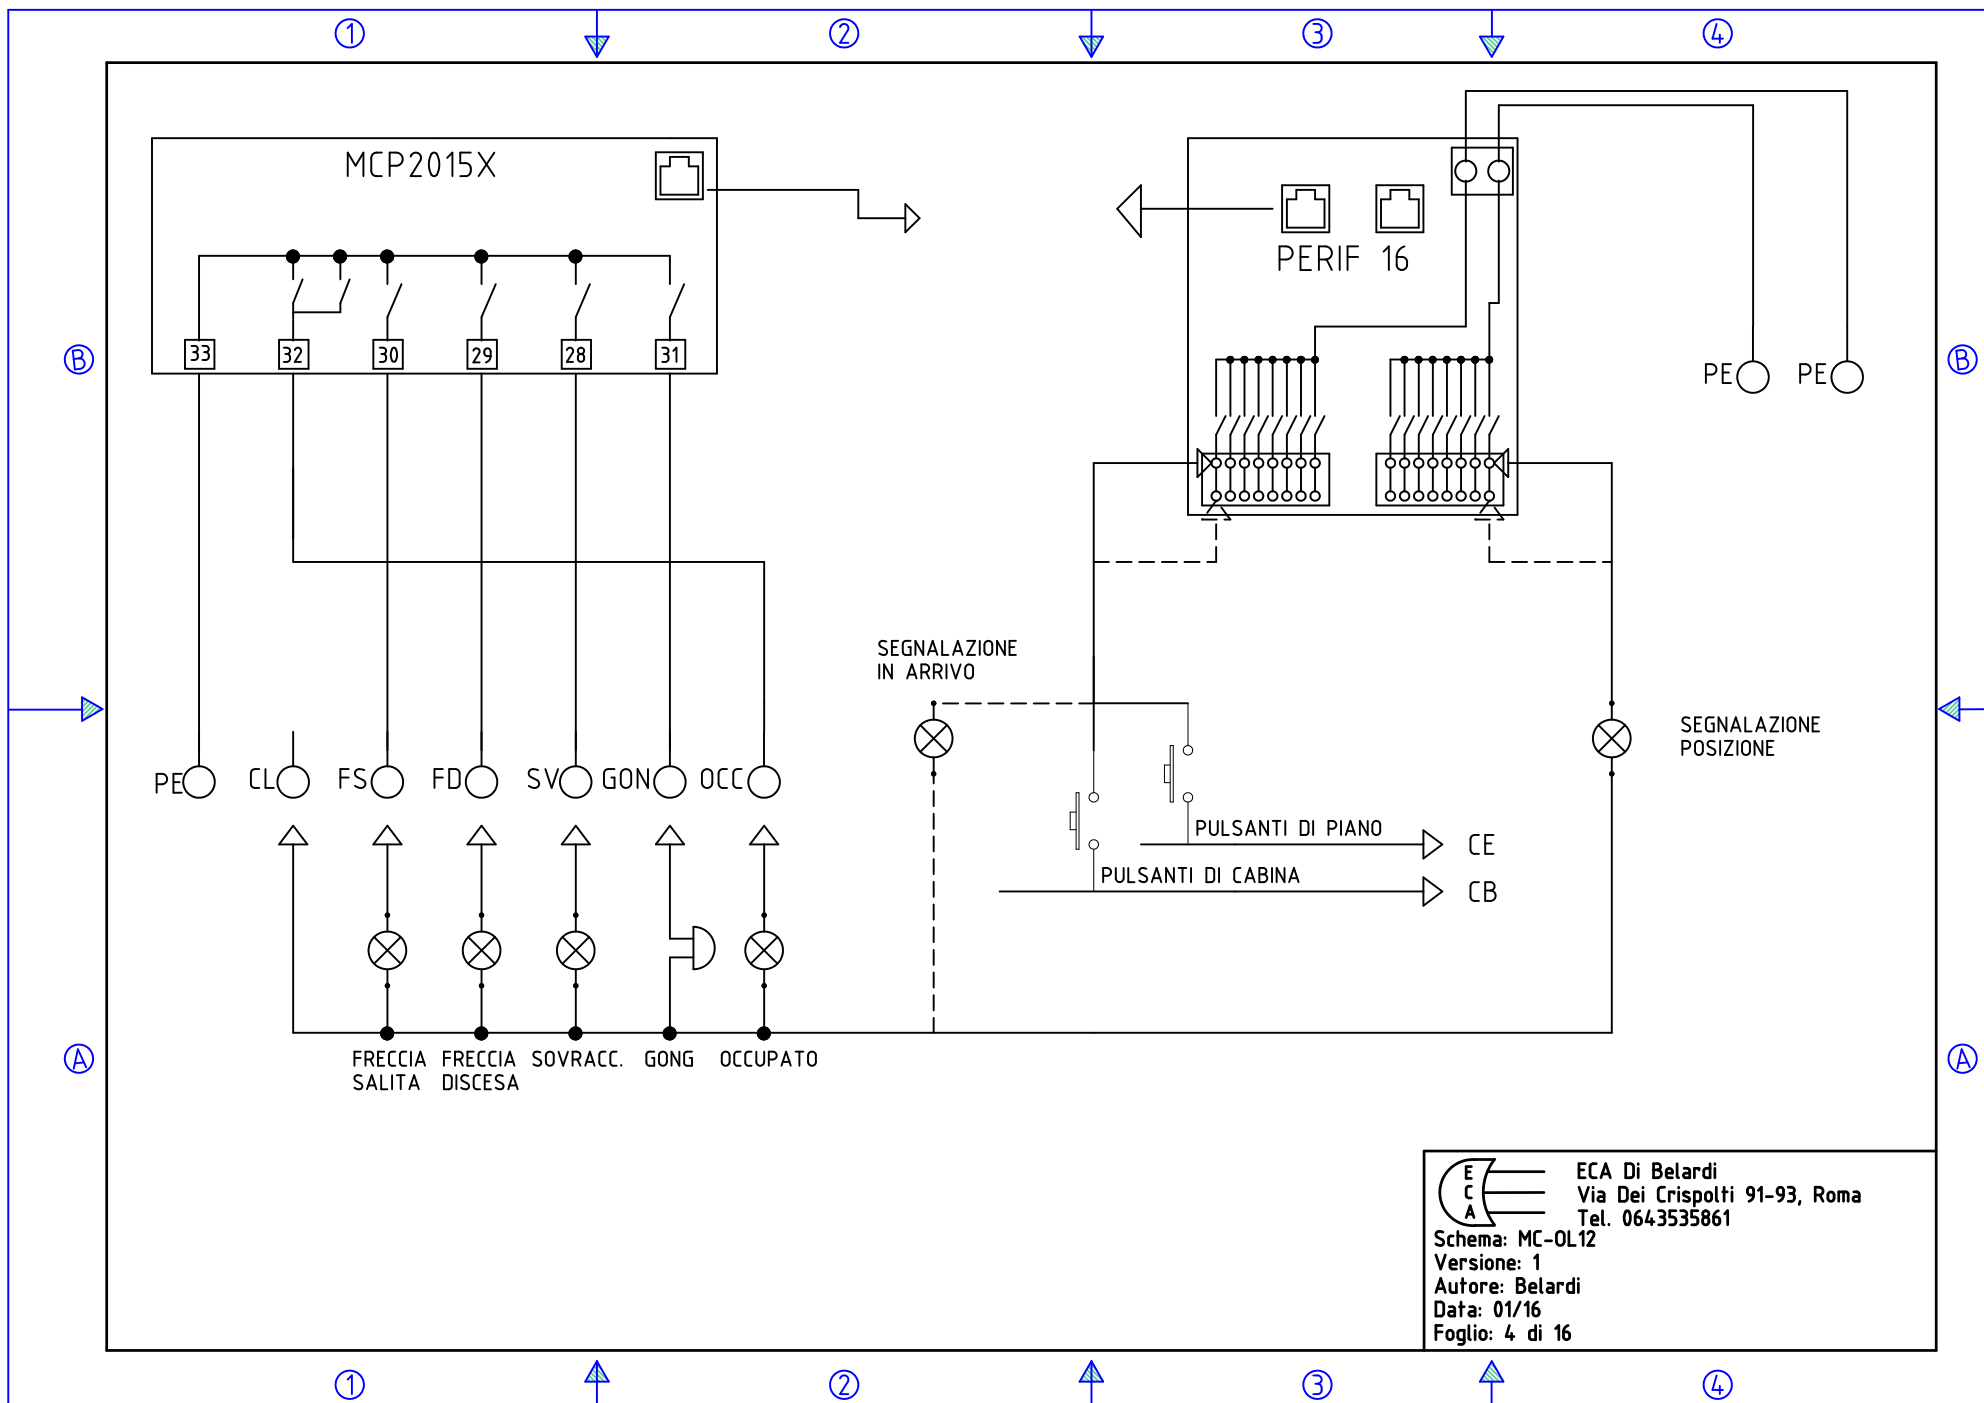 1 2 3 4
MCP2015X
PERIF 16
33 32 30 29 28 31
B B
PE PE
SEGNALAZIONE
IN ARRIVO
SEGNALAZIONE
POSIZIONE
PE CL FS FD SV GON OCC
PULSANTI DI PIANO CE
PULSANTI DI CABINA CB
A A
FRECCIA
SALITA
FRECCIA
DISCESA
SOVRACC.
GONG
OCCUPATO
E
C
A
ECA Di Belardi
Via Dei Crispolti 91-93, Roma
Tel. 0643535861
Schema: MC-OL12
Versione: 1
Autore: Belardi
Data: 01/16
Foglio: 4 di 16
1 2 3 4